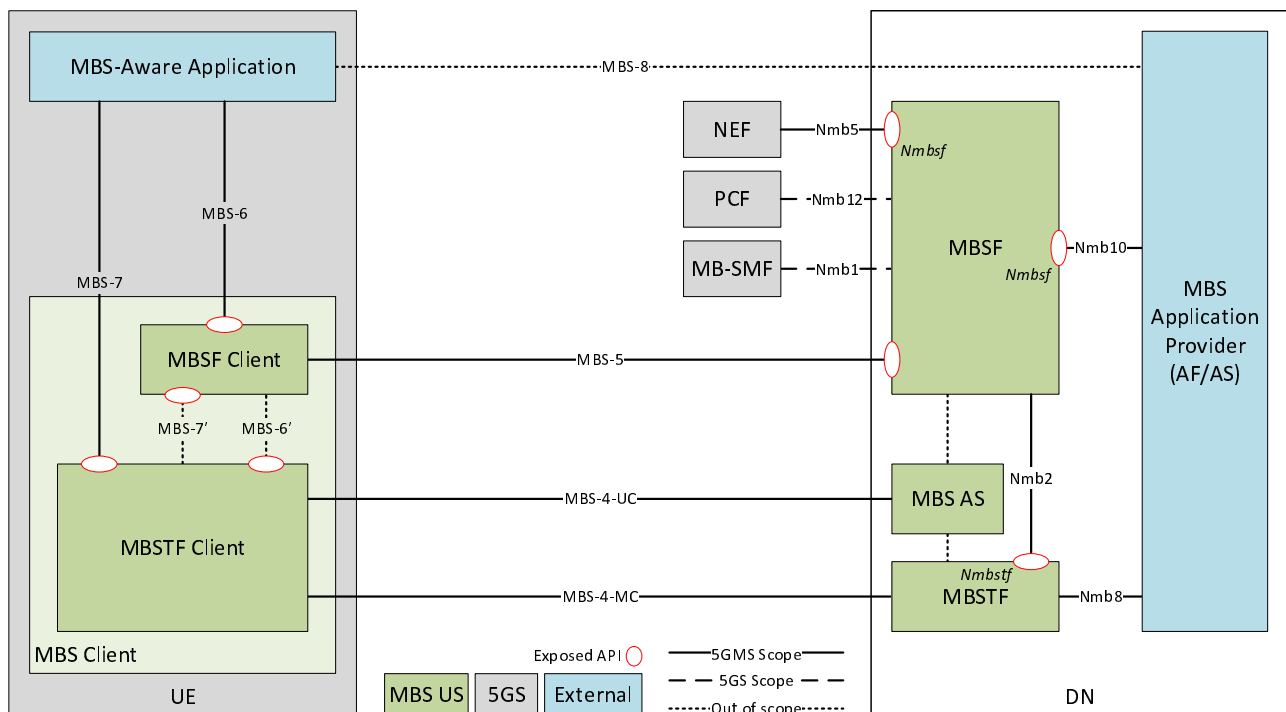 MBS-Aware Application
MBS-8
NEF
Nmb5
Nmbsf
PCF
Nmb12
MBS-6
MBSF
Nmb10
MB-SMF
Nmb1
Nmbsf
MBS-7
MBS
Application
Provider
(AF/AS)
MBSF Client
MBS-5
MBS-7’
MBS-6’
Nmb2
MBS-4-UC
MBS AS
MBSTF Client
Nmbstf
MBS-4-MC
MBSTF
Nmb8
MBS Client
Exposed API
5GMS Scope
5GS Scope
UE
MBS US
5GS
External
Out of scope
DN